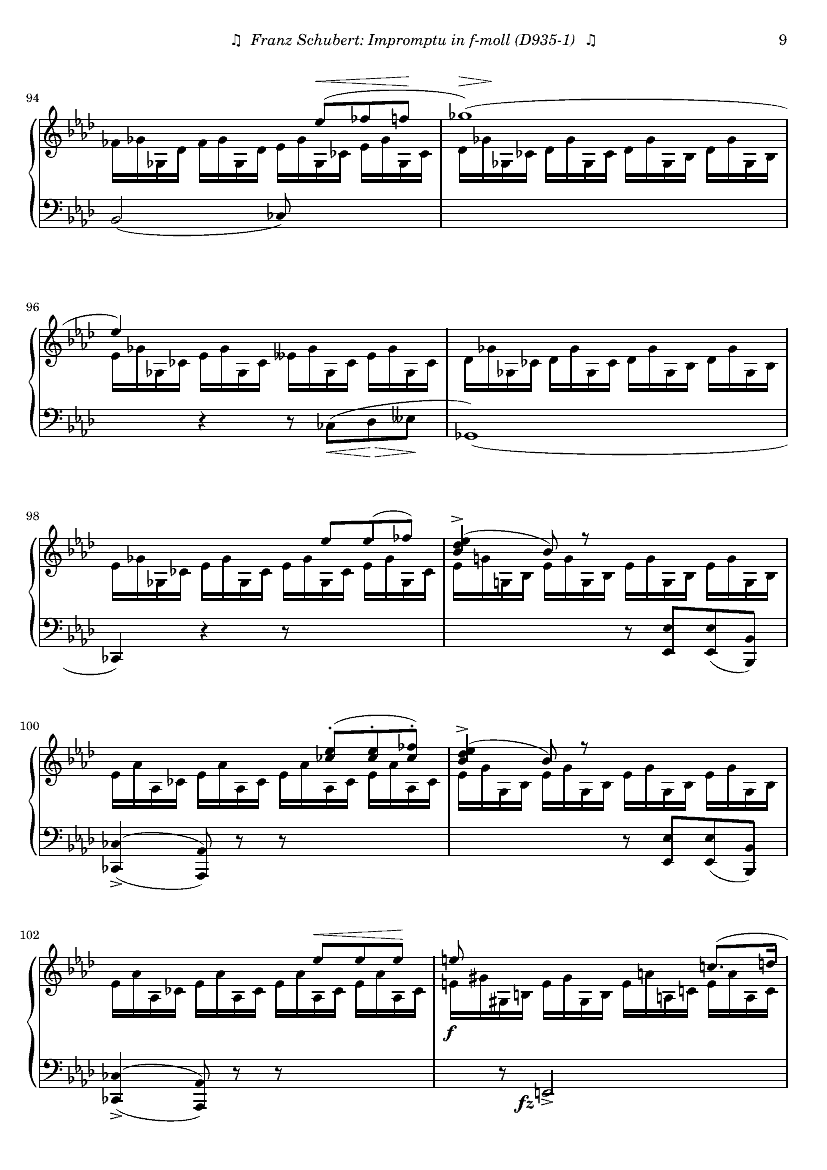 ♫ Franz Schubert: Impromptu in f-moll (D935-1) ♫ 9
94
96
98
100
102
f
fz